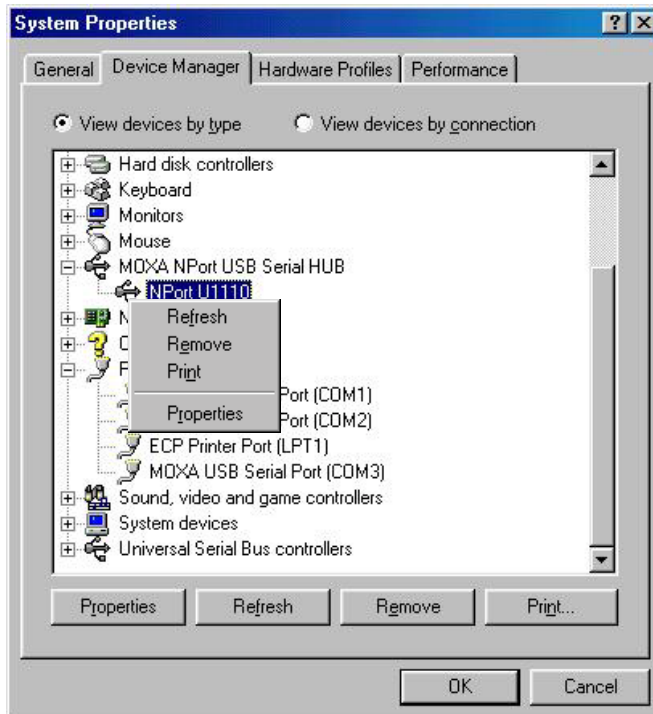 System Properties
General Device Manager Hardware Profiles Performance
View devices by type View devices by connection
Hard disk controllers
Keyboard
Monitors
Mouse
MOXA NPort USB Serial HUB
NPort U1110
N
Refresh
O
Remove
P
Print
Port (COM1)
Properties
Port (COM2)
ECP Printer Port (LPT1)
MOXA USB Serial Port (COM3)
Sound, video and game controllers
System devices
Universal Serial Bus controllers
Properties Refresh Remove Print...
OK Cancel